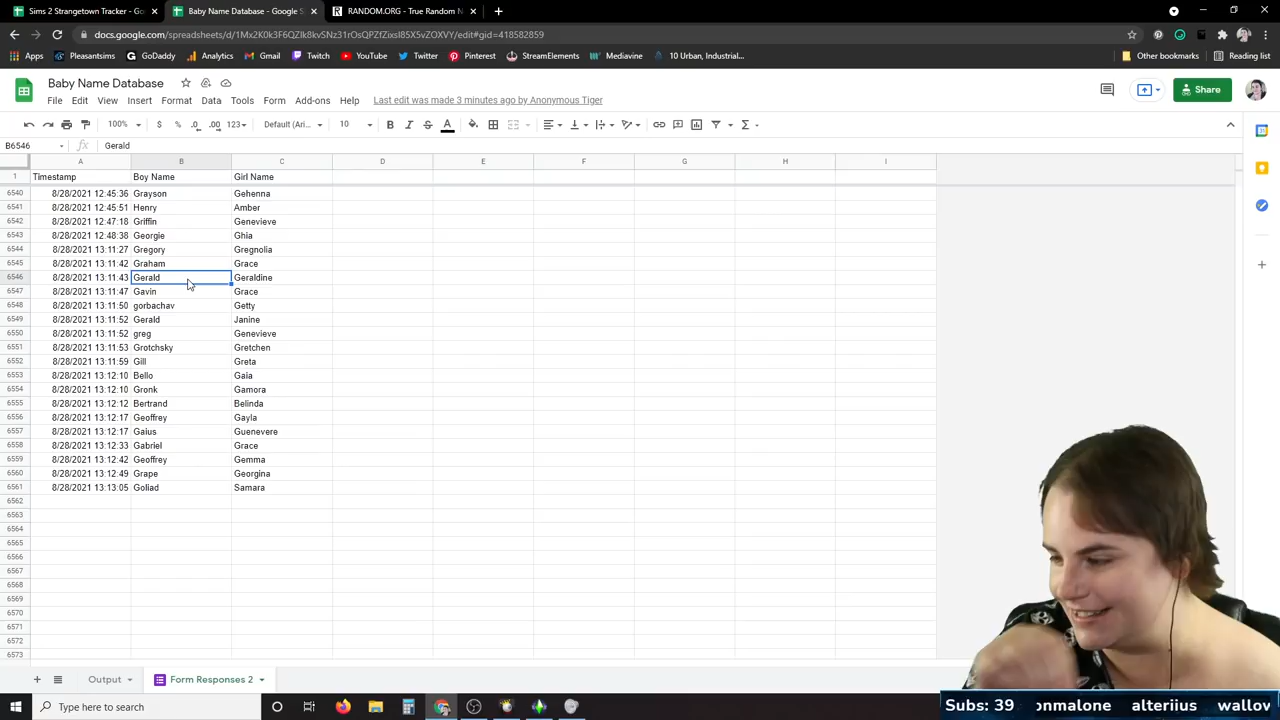 Sims 2 Strangetown Tracker - Go
Baby Name Database - Google S
RANDOM.ORG - True Random N
docs.google.com/spreadsheets/d/1Mx2K0k3F6QZlk8kvSNz31rOsQPZfZixsI85X5vZOXVY/edit#gid=418582859
Apps Pleasantsims GoDaddy Analytics Gmail Twitch YouTube Twitter Pinterest StreamElements Mediavine 10 Urban, Industrial... Other bookmarks Reading list
Baby Name Database
Share
File Edit View Insert Format Data Tools Form Add-ons Help Last edit was made 3 minutes ago by Anonymous Tiger
100% $ % .0 .00 123 Default (Ari... 10 B I S A
B6546 fx Gerald
A B C D E F G H I
1 Timestamp Boy Name Girl Name
6540 8/28/2021 12:45:36 Grayson Gehenna
6541 8/28/2021 12:45:51 Henry Amber
6542 8/28/2021 12:47:18 Griffin Genevieve
6543 8/28/2021 12:48:38 Georgie Ghia
6544 8/28/2021 13:11:27 Gregory Gregnolia
6545 8/28/2021 13:11:42 Graham Grace
6546 8/28/2021 13:11:43 Gerald Geraldine
6547 8/28/2021 13:11:47 Gavin Grace
6548 8/28/2021 13:11:50 gorbachav Getty
6549 8/28/2021 13:11:52 Gerald Janine
6550 8/28/2021 13:11:52 greg Genevieve
6551 8/28/2021 13:11:53 Grotchsky Gretchen
6552 8/28/2021 13:11:59 Gill Greta
6553 8/28/2021 13:12:10 Bello Gaia
6554 8/28/2021 13:12:10 Gronk Gamora
6555 8/28/2021 13:12:12 Bertrand Belinda
6556 8/28/2021 13:12:17 Geoffrey Gayla
6557 8/28/2021 13:12:17 Gaius Guenevere
6558 8/28/2021 13:12:33 Gabriel Grace
6559 8/28/2021 13:12:42 Geoffrey Gemma
6560 8/28/2021 13:12:49 Grape Georgina
6561 8/28/2021 13:13:05 Goliad Samara
6562
6563
6564
6565
6566
6567
6568
6569
6570
6571
6572
6573
Output Form Responses 2
Type here to search
Subs: 39 onmalone alteriius wallov